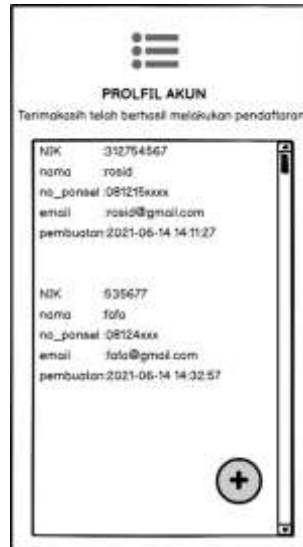 PROLFIL AKUN
Terimakasih telah berhasil melakukan pendaftaran
NIK :312754567
nama :rosid
no_ponsel :081215xxxx
email :rosid@gmail.com
pembuatan:2021-06-14 14:11:27
NIK :535677
nama :fafa
no_ponsel :08124xxx
email :fafa@gmail.com
pembuatan:2021-06-14 14:32:57